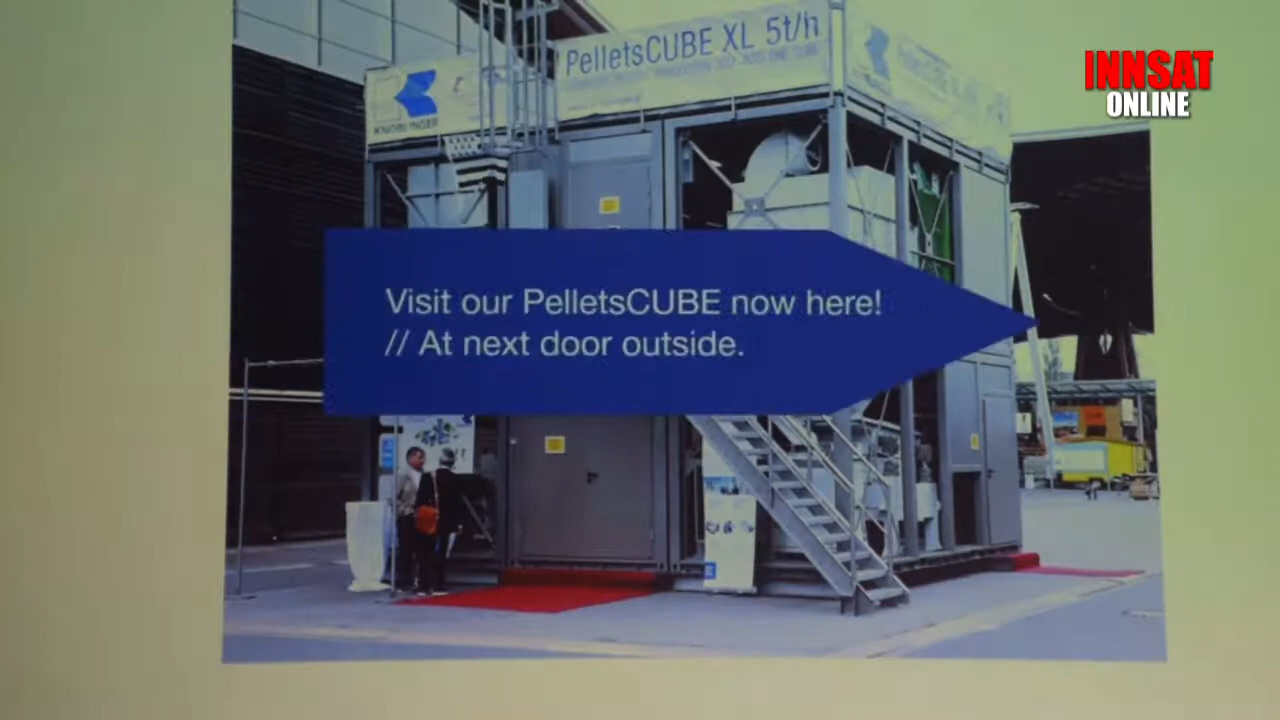 INNSAT
ONLINE
PelletsCUBE XL 5t/h
Visit our PelletsCUBE now here!
// At next door outside.